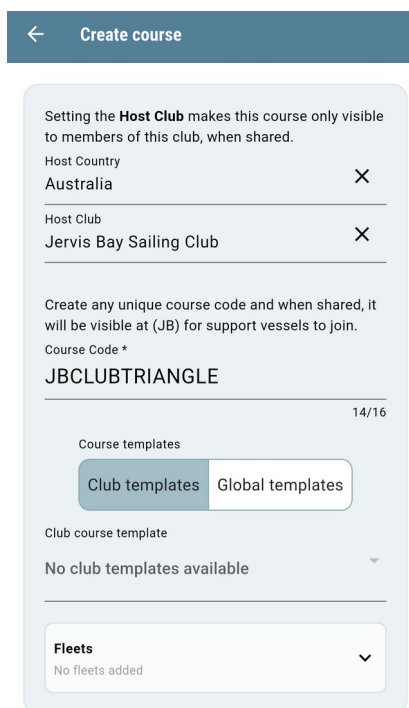 Create course
Setting the Host Club makes this course only visible
to members of this club, when shared.
Host Country
Australia
Host Club
Jervis Bay Sailing Club
Create any unique course code and when shared, it
will be visible at (JB) for support vessels to join.
Course Code *
JBCLUBTRIANGLE
14/16
Course templates
Club templates Global templates
Club course template
No club templates available
Fleets
No fleets added